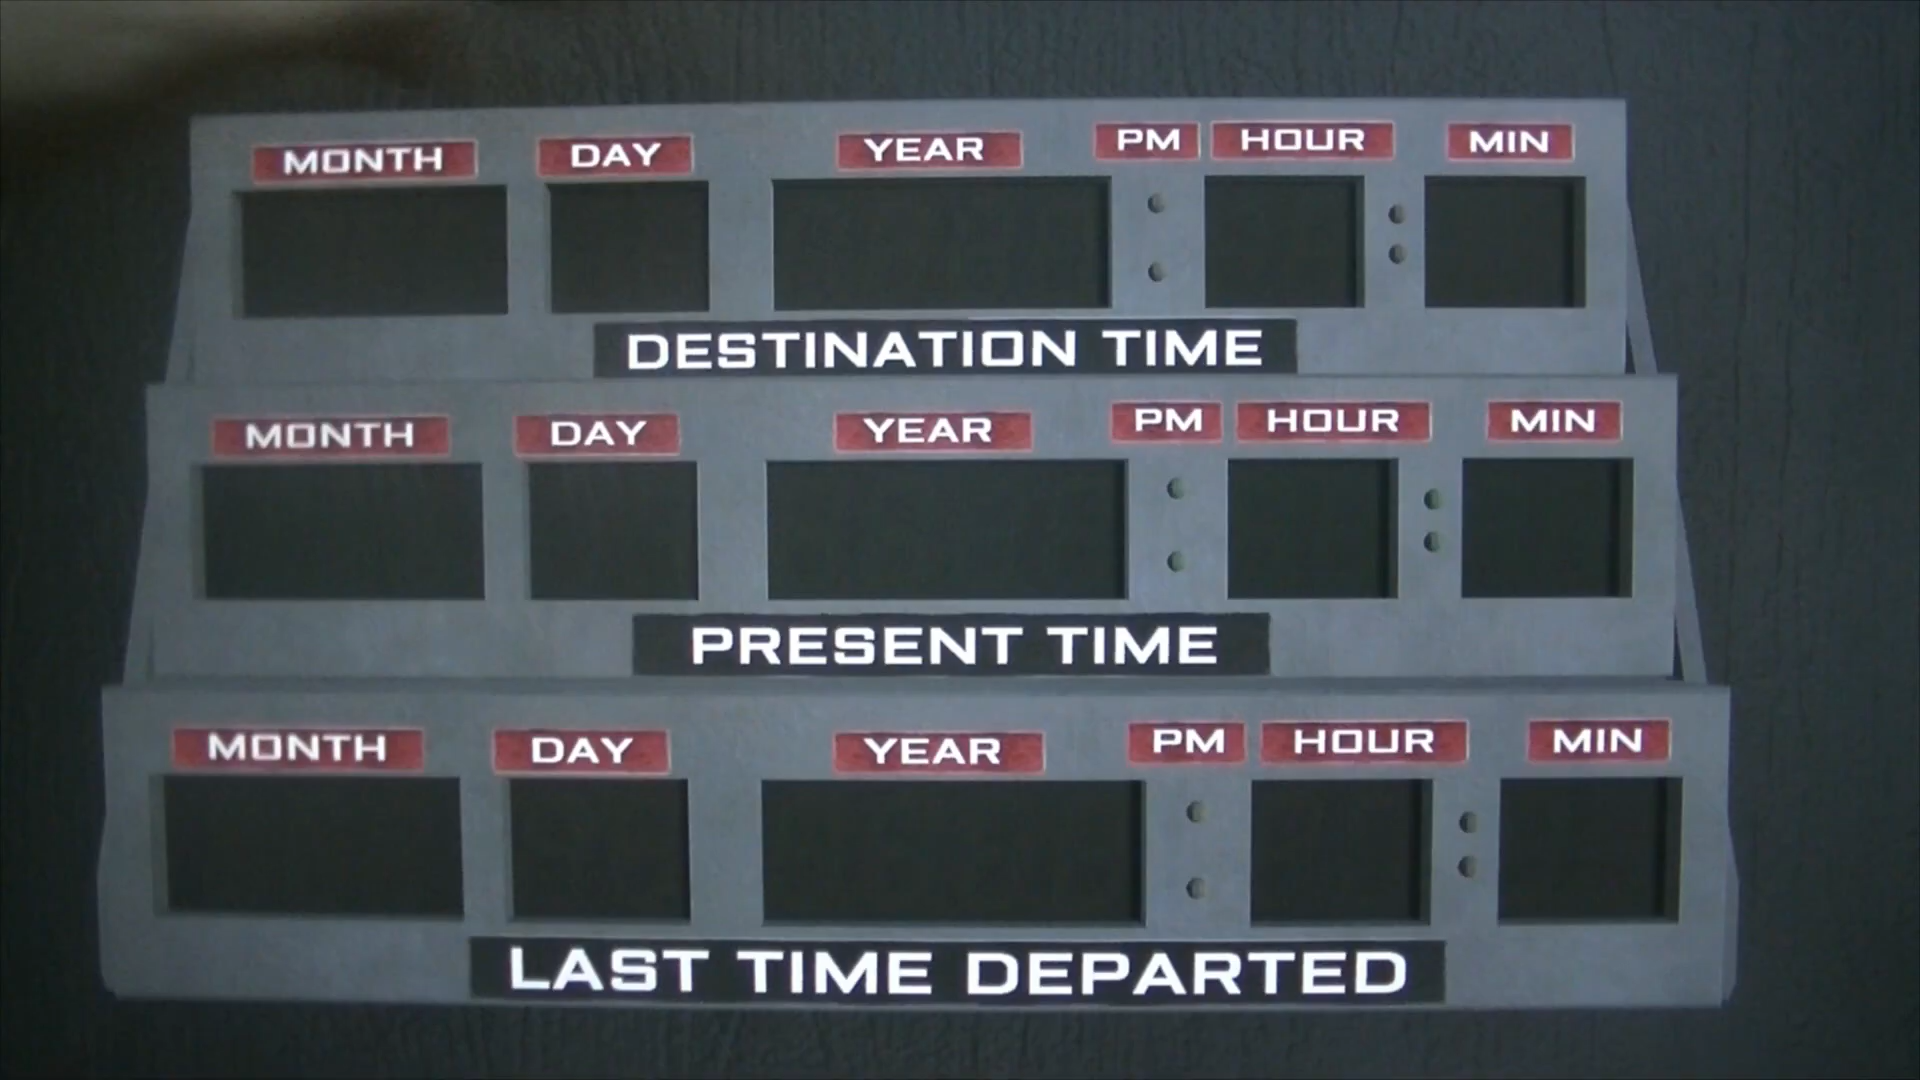 MONTH DAY YEAR PM HOUR MIN
DESTINATION TIME
MONTH DAY YEAR PM HOUR MIN
PRESENT TIME
MONTH DAY YEAR PM HOUR MIN
LAST TIME DEPARTED